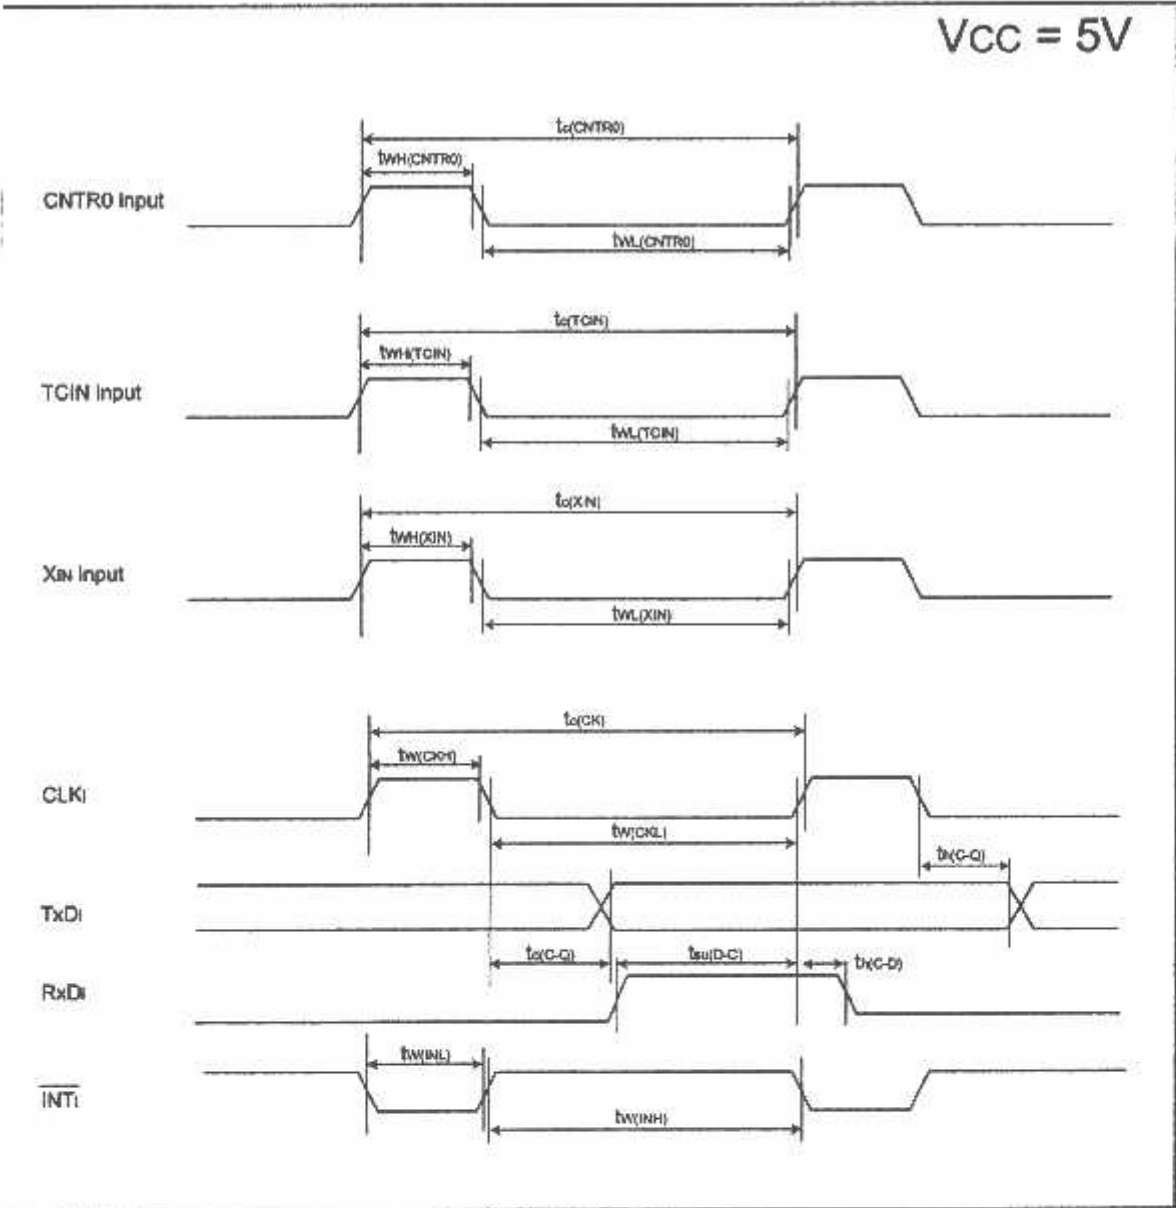 Vcc = 5V
tc(CNTR0)
tWH(CNTR0)
CNTR0 Input
tWL(CNTR0)
tc(TCIN)
tWH(TCIN)
TCIN Input
tWL(TCIN)
tc(XIN)
tWH(XIN)
XIN Input
tWL(XIN)
tc(CK)
tW(CKH)
CLKi
tW(CKL)
th(C-Q)
TxDi
td(C-Q)
tsu(D-C)
th(C-D)
RxDi
tW(INL)
INTi
tW(INH)